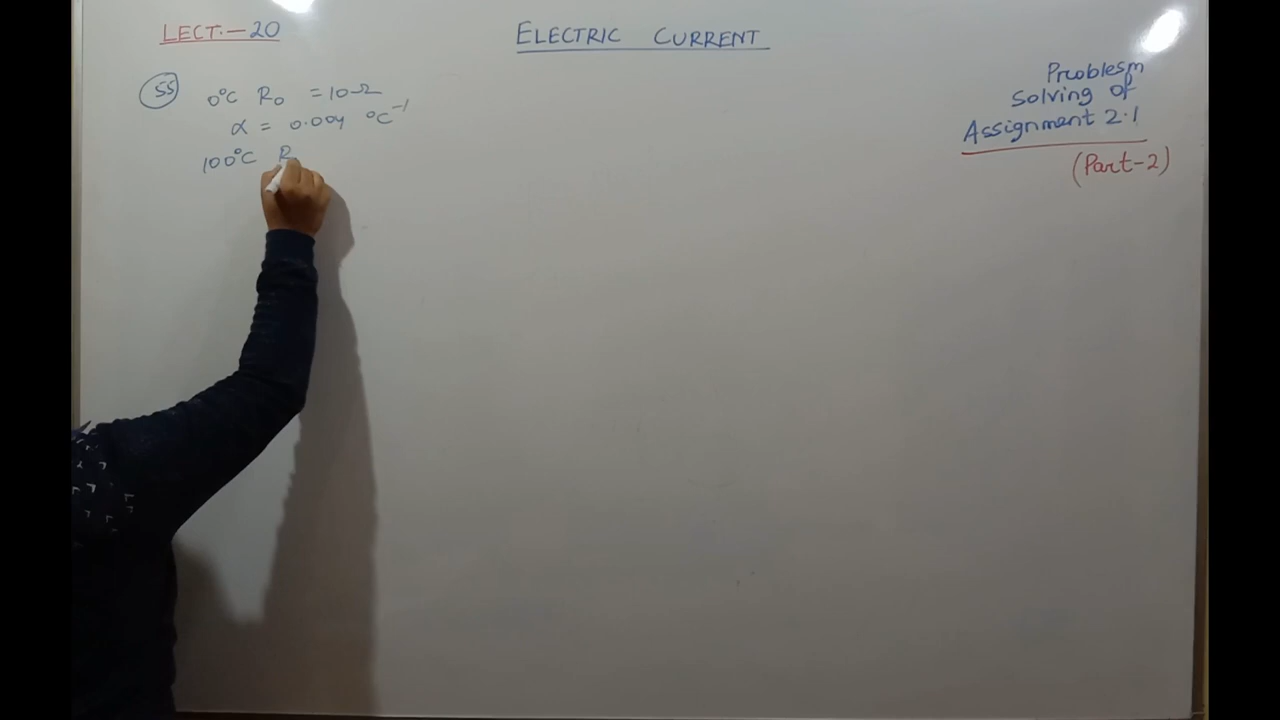 LECT.-20
ELECTRIC CURRENT
Problesm
Solving of
Assignment 2.1
(Part-2)
55
0°C R₀ = 10Ω
α = 0.004 °C⁻¹
100°C R